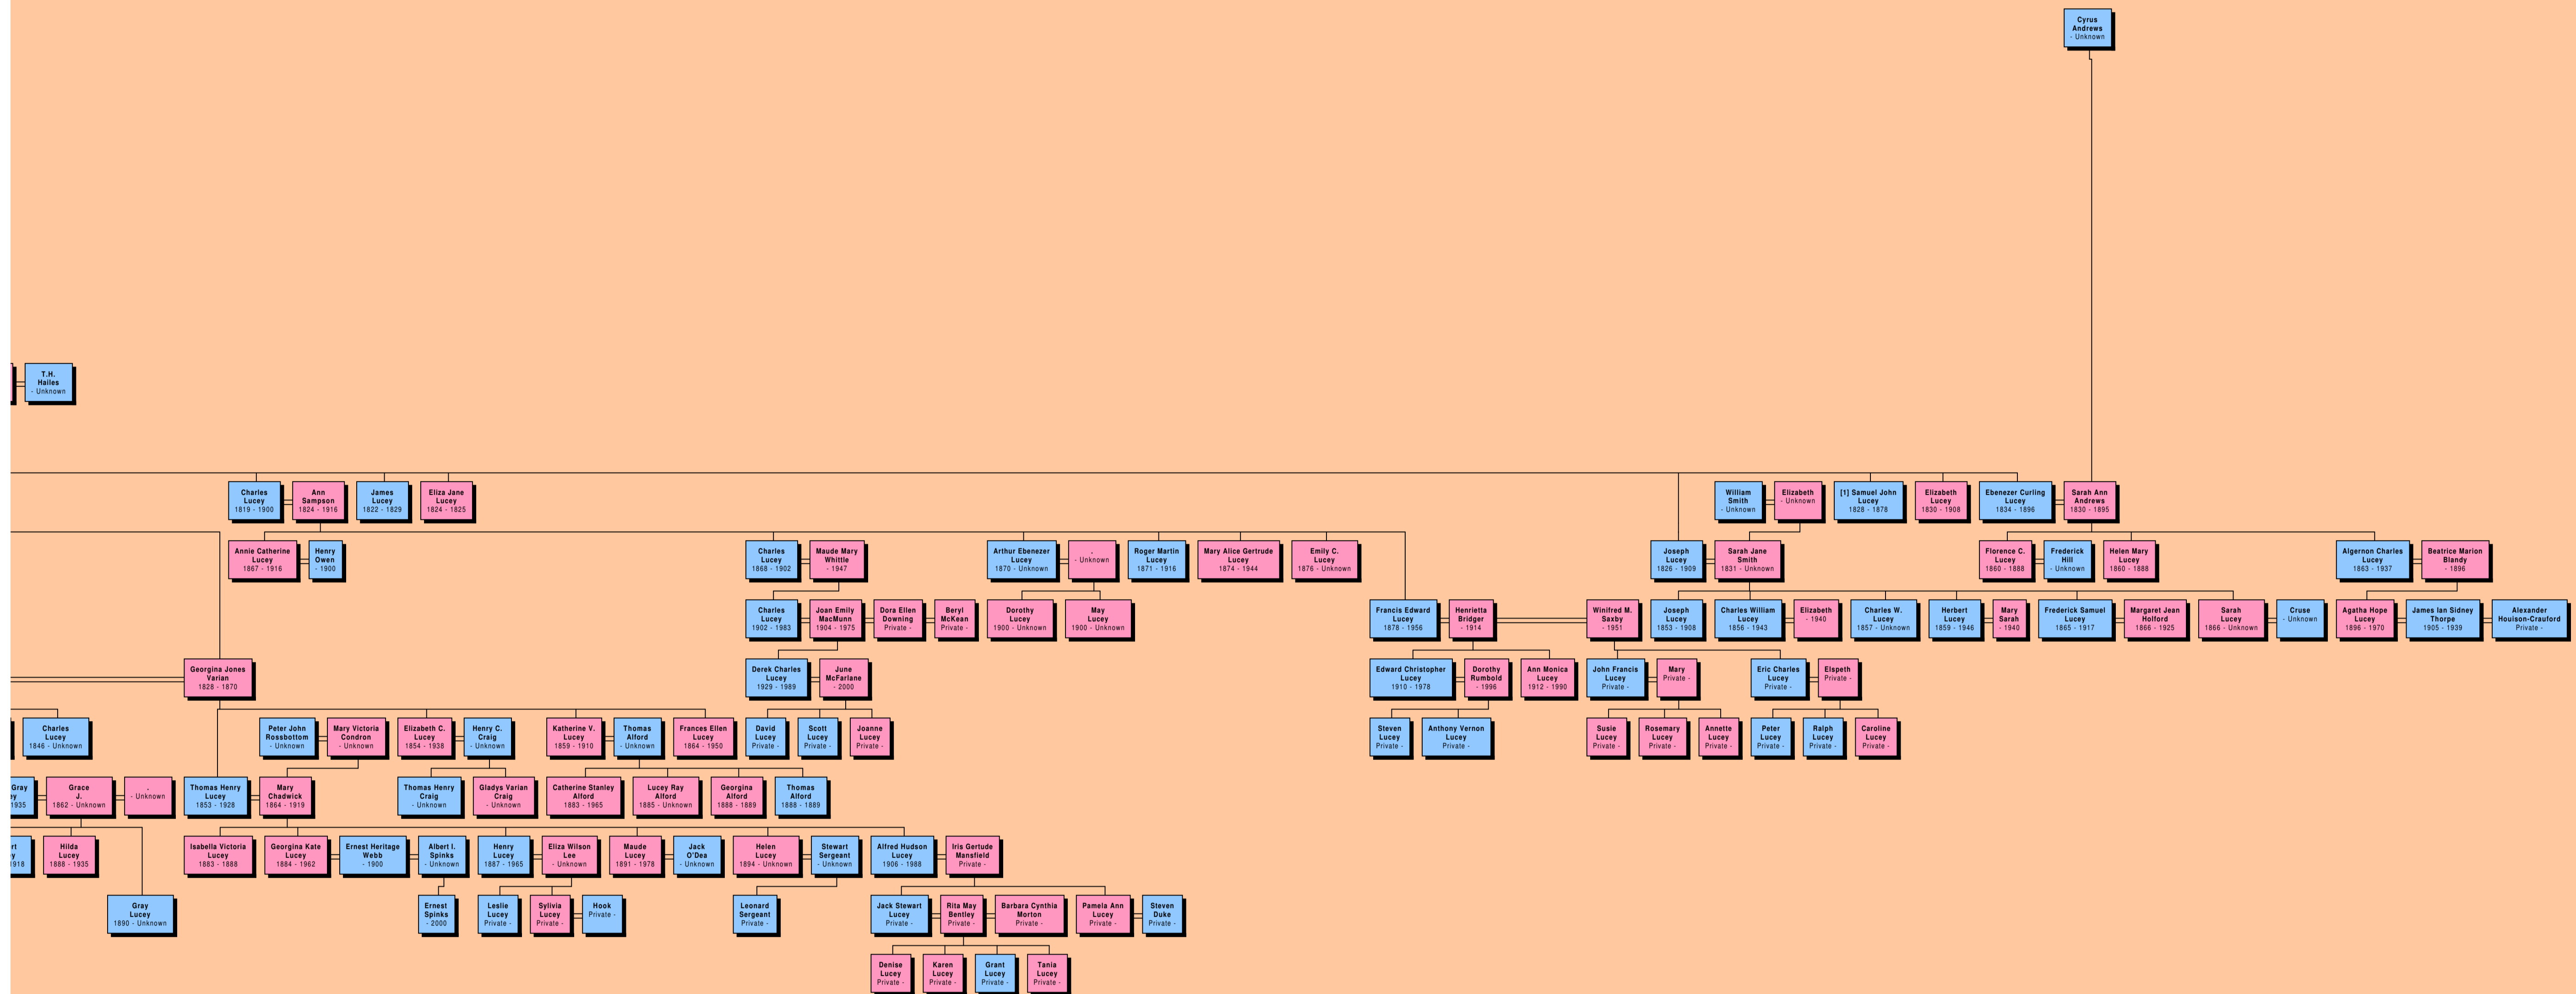 Cyrus
Andrews
- Unknown
T.H.
Hailes
- Unknown
Charles
Lucey
1819 - 1900
Ann
Sampson
1824 - 1916
James
Lucey
1822 - 1829
Eliza Jane
Lucey
1824 - 1825
William
Smith
- Unknown
Elizabeth
- Unknown
[1] Samuel John
Lucey
1828 - 1878
Elizabeth
Lucey
1830 - 1908
Ebenezer Curling
Lucey
1834 - 1896
Sarah Ann
Andrews
1830 - 1895
Annie Catherine
Lucey
1867 - 1916
Henry
Owen
- 1900
Charles
Lucey
1868 - 1902
Maude Mary
Whittle
- 1947
Arthur Ebenezer
Lucey
1870 - Unknown
.
- Unknown
Roger Martin
Lucey
1871 - 1916
Mary Alice Gertrude
Lucey
1874 - 1944
Emily C.
Lucey
1876 - Unknown
Joseph
Lucey
1826 - 1909
Sarah Jane
Smith
1831 - Unknown
Florence C.
Lucey
1860 - 1888
Frederick
Hill
- Unknown
Helen Mary
Lucey
1860 - 1888
Algernon Charles
Lucey
1863 - 1937
Beatrice Marion
Blandy
- 1896
Charles
Lucey
1902 - 1983
Joan Emily
MacMunn
1904 - 1975
Dora Ellen
Downing
Private -
Beryl
McKean
Private -
Dorothy
Lucey
1900 - Unknown
May
Lucey
1900 - Unknown
Francis Edward
Lucey
1878 - 1956
Henrietta
Bridger
- 1914
Winifred M.
Saxby
- 1951
Joseph
Lucey
1853 - 1908
Charles William
Lucey
1856 - 1943
Elizabeth
- 1940
Charles W.
Lucey
1857 - Unknown
Herbert
Lucey
1859 - 1946
Mary
Sarah
- 1940
Frederick Samuel
Lucey
1865 - 1917
Margaret Jean
Holford
1866 - 1925
Sarah
Lucey
1866 - Unknown
Cruse
- Unknown
Agatha Hope
Lucey
1896 - 1970
James Ian Sidney
Thorpe
1905 - 1939
Alexander
Houison-Crauford
Private -
Georgina Jones
Varian
1828 - 1870
Derek Charles
Lucey
1929 - 1989
June
McFarlane
- 2000
Edward Christopher
Lucey
1910 - 1978
Dorothy
Rumbold
- 1996
Ann Monica
Lucey
1912 - 1990
John Francis
Lucey
Private -
Mary
Private -
Eric Charles
Lucey
Private -
Elspeth
Private -
Charles
Lucey
1846 - Unknown
Peter John
Rossbottom
- Unknown
Mary Victoria
Condron
- Unknown
Elizabeth C.
Lucey
1854 - 1938
Henry C.
Craig
- Unknown
Katherine V.
Lucey
1859 - 1910
Thomas
Alford
- Unknown
Frances Ellen
Lucey
1864 - 1950
David
Lucey
Private -
Scott
Lucey
Private -
Joanne
Lucey
Private -
Steven
Lucey
Private -
Anthony Vernon
Lucey
Private -
Susie
Lucey
Private -
Rosemary
Lucey
Private -
Annette
Lucey
Private -
Peter
Lucey
Private -
Ralph
Lucey
Private -
Caroline
Lucey
Private -
Gray
ey
1935
Grace
J.
1862 - Unknown
.
- Unknown
Thomas Henry
Lucey
1853 - 1928
Mary
Chadwick
1864 - 1919
Thomas Henry
Craig
- Unknown
Gladys Varian
Craig
- Unknown
Catherine Stanley
Alford
1883 - 1965
Lucey Ray
Alford
1885 - Unknown
Georgina
Alford
1888 - 1889
Thomas
Alford
1888 - 1889
rt
y
1918
Hilda
Lucey
1888 - 1935
Isabella Victoria
Lucey
1883 - 1888
Georgina Kate
Lucey
1884 - 1962
Ernest Heritage
Webb
- 1900
Albert I.
Spinks
- Unknown
Henry
Lucey
1887 - 1965
Eliza Wilson
Lee
- Unknown
Maude
Lucey
1891 - 1978
Jack
O'Dea
- Unknown
Helen
Lucey
1894 - Unknown
Stewart
Sergeant
- Unknown
Alfred Hudson
Lucey
1906 - 1988
Iris Gertude
Mansfield
Private -
Gray
Lucey
1890 - Unknown
Ernest
Spinks
- 2000
Leslie
Lucey
Private -
Sylivia
Lucey
Private -
Hook
Private -
Leonard
Sergeant
Private -
Jack Stewart
Lucey
Private -
Rita May
Bentley
Private -
Barbara Cynthia
Morton
Private -
Pamela Ann
Lucey
Private -
Steven
Duke
Private -
Denise
Lucey
Private -
Karen
Lucey
Private -
Grant
Lucey
Private -
Tania
Lucey
Private -